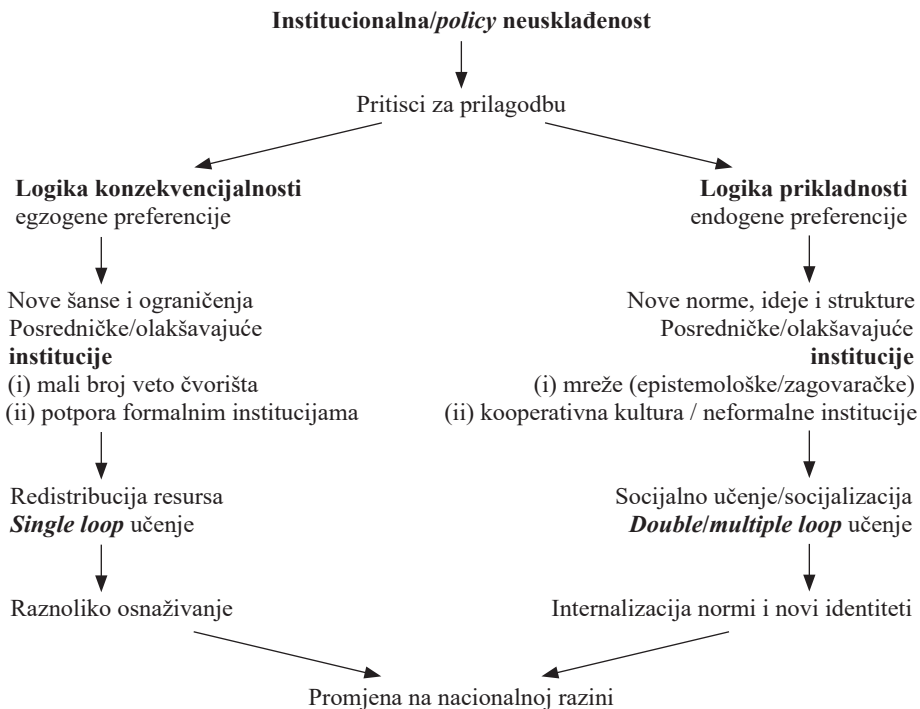 Institucionalna/policy neusklađenost
Pritisci za prilagodbu
Logika konzekvencijalnosti
egzogene preferencije
Logika prikladnosti
endogene preferencije
Nove šanse i ograničenja
Posredničke/olakšavajuće
institucije
(i) mali broj veto čvorišta
(ii) potpora formalnim institucijama
Nove norme, ideje i strukture
Posredničke/olakšavajuće
institucije
(i) mreže (epistemološke/zagovaračke)
(ii) kooperativna kultura / neformalne institucije
Redistribucija resursa
Single loop učenje
Socijalno učenje/socijalizacija
Double/multiple loop učenje
Raznoliko osnaživanje
Internalizacija normi i novi identiteti
Promjena na nacionalnoj razini